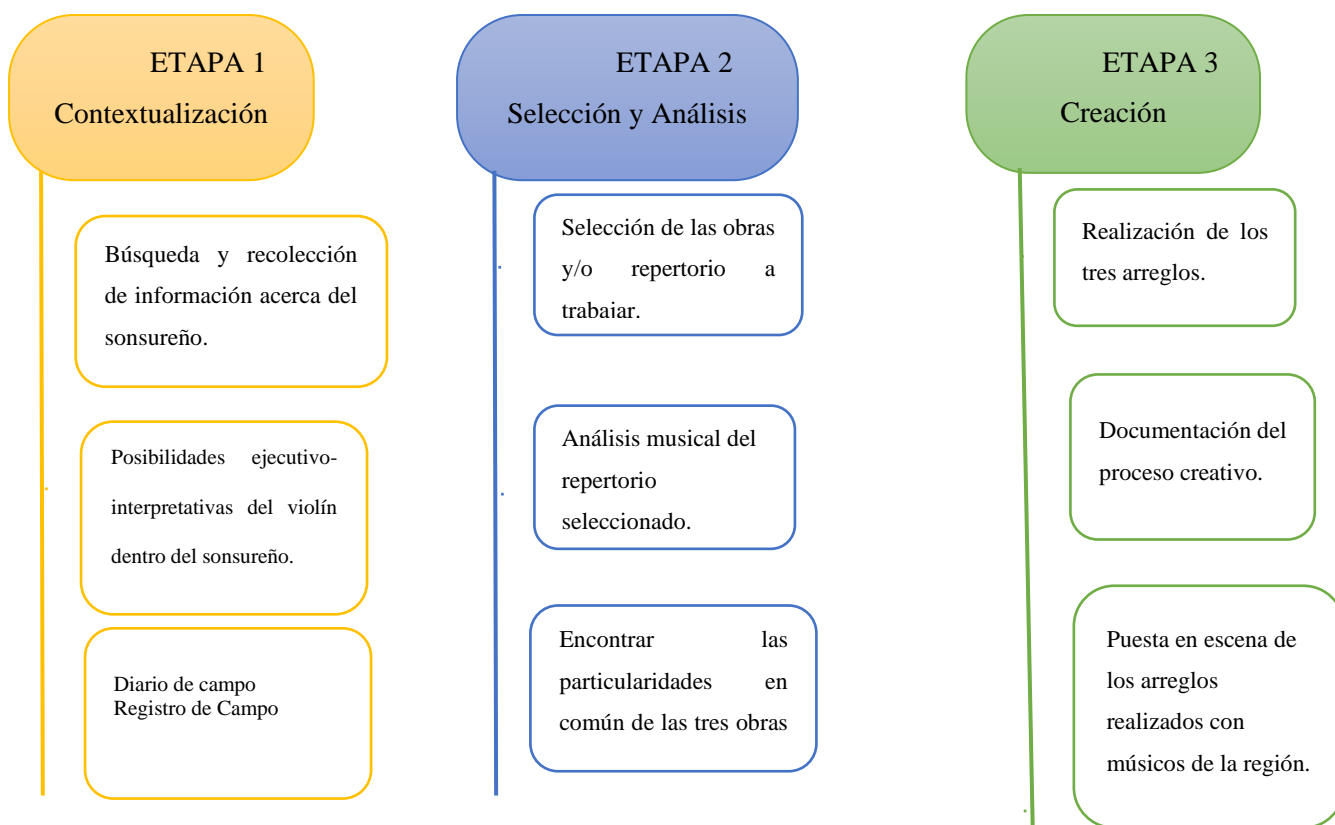 ETAPA 1
Contextualización
Búsqueda y recolección
de información acerca del
sonsureño.
Posibilidades ejecutivo-
interpretativas del violín
dentro del sonsureño.
Diario de campo
Registro de Campo
ETAPA 2
Selección y Análisis
Selección de las obras
y/o repertorio a
trabajar.
Análisis musical del
repertorio
seleccionado.
Encontrar las
particularidades en
común de las tres obras
ETAPA 3
Creación
Realización de los
tres arreglos.
Documentación del
proceso creativo.
Puesta en escena de
los arreglos
realizados con
músicos de la región.